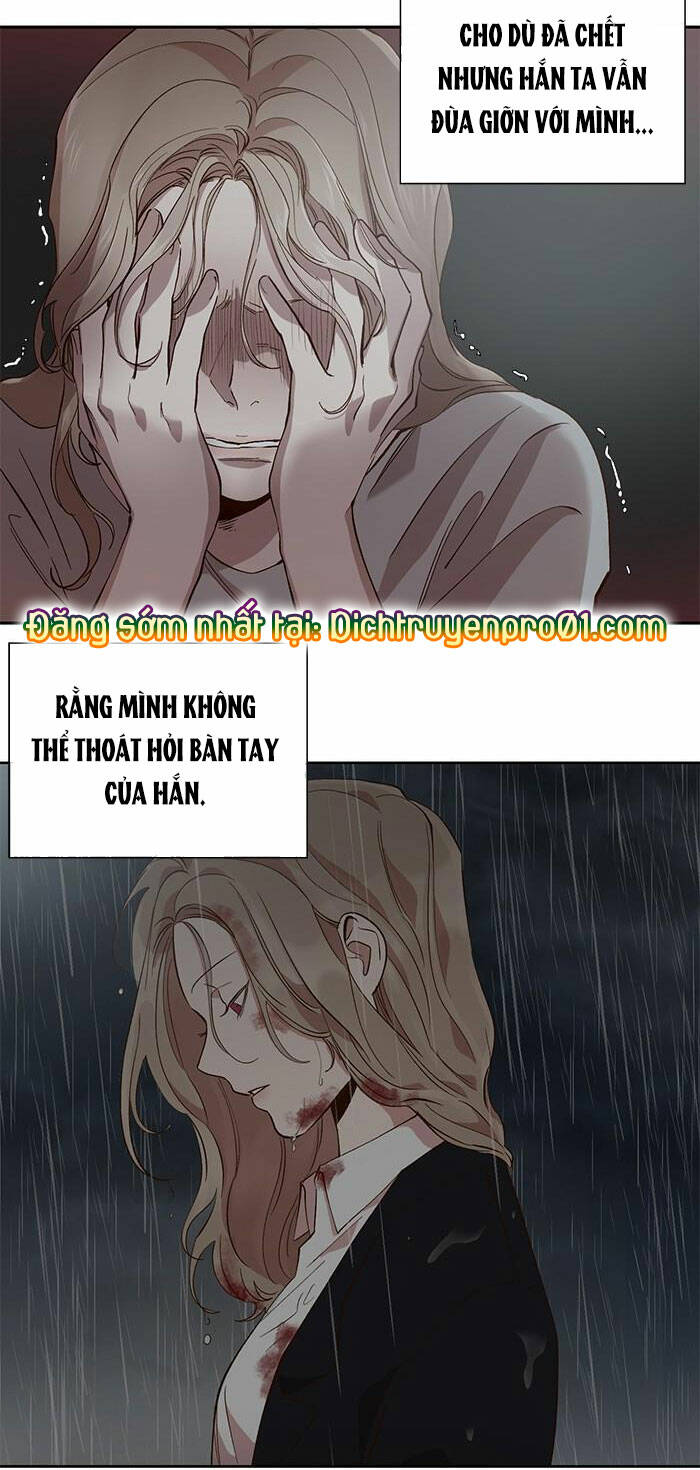 CHO DÙ ĐÃ CHẾT
NHƯNG HẮN TA VẪN
ĐÙA GIỠN VỚI MÌNH...
Đăng sớm nhất tại: Dichtruyenpro01.com
RẰNG MÌNH KHÔNG
THỂ THOÁT HỎI BÀN TAY
CỦA HẮN.